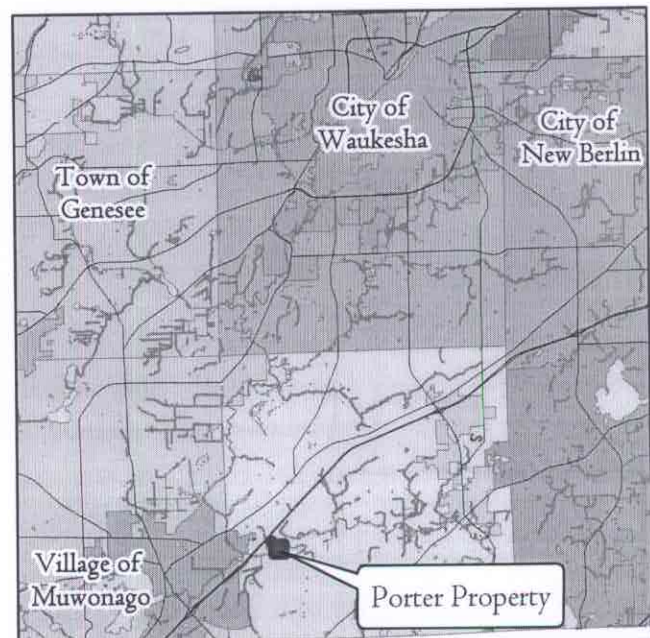 City of
Waukesha
City of
New Berlin
Town of
Genesee
Village of
Muwonago
Porter Property